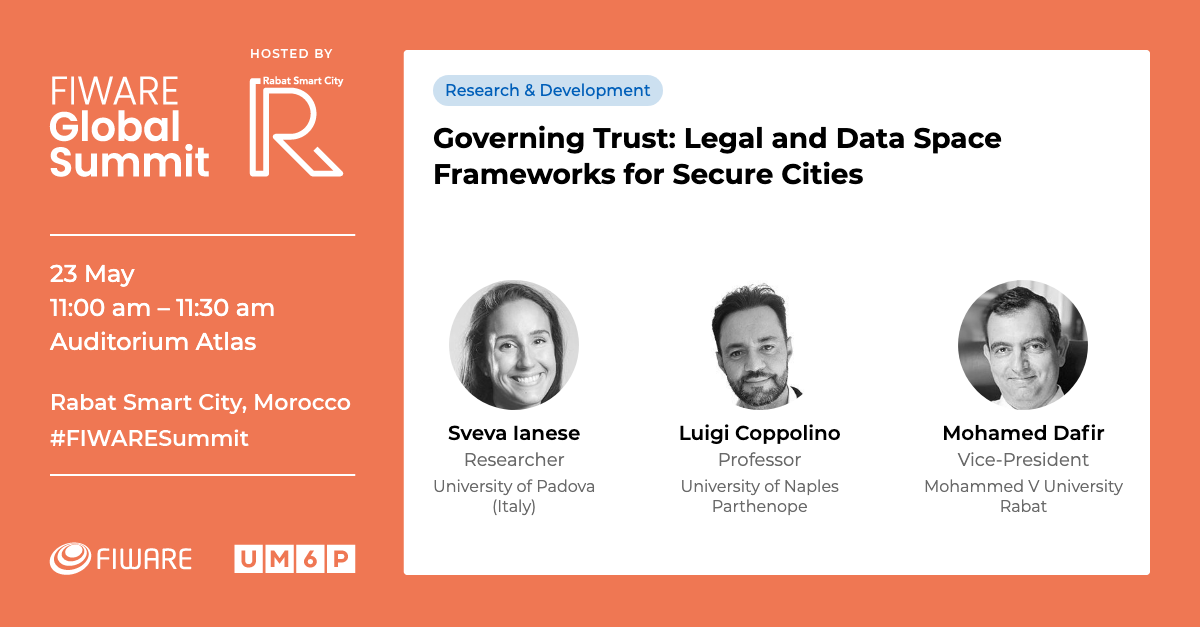 HOSTED BY
FIWARE
Global
Summit
Rabat Smart City
R
23 May
11:00 am – 11:30 am
Auditorium Atlas
Rabat Smart City, Morocco
#FIWARESummit
FIWARE
UM6P
Research & Development
Governing Trust: Legal and Data Space
Frameworks for Secure Cities
Sveva Ianese
Researcher
University of Padova
(Italy)
Luigi Coppolino
Professor
University of Naples
Parthenope
Mohamed Dafir
Vice-President
Mohammed V University
Rabat